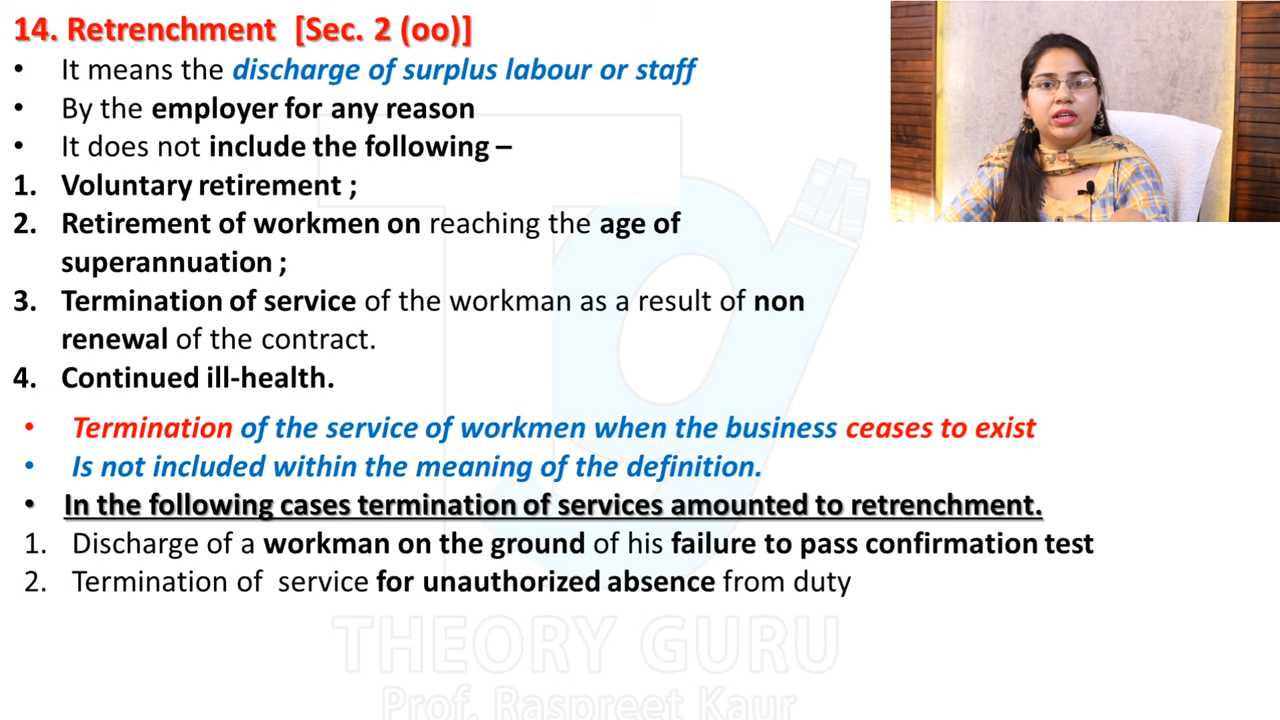 14. Retrenchment [Sec. 2 (oo)]
• It means the discharge of surplus labour or staff
• By the employer for any reason
• It does not include the following –
1. Voluntary retirement ;
2. Retirement of workmen on reaching the age of
superannuation ;
3. Termination of service of the workman as a result of non
renewal of the contract.
4. Continued ill-health.
• Termination of the service of workmen when the business ceases to exist
• Is not included within the meaning of the definition.
• In the following cases termination of services amounted to retrenchment.
1. Discharge of a workman on the ground of his failure to pass confirmation test
2. Termination of service for unauthorized absence from duty
THEORY GURU
Prof. Raspreet Kaur